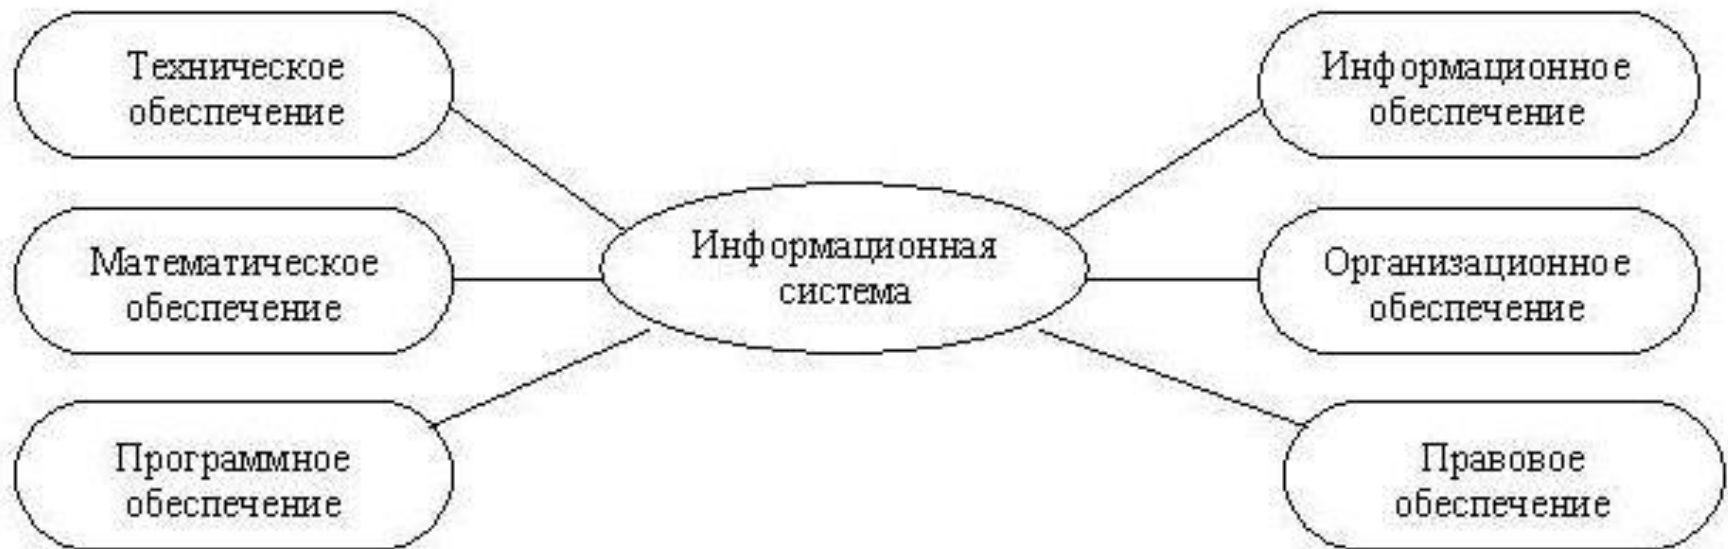 Техническое
обеспечение
Математическое
обеспечение
Программное
обеспечение
Информационная
система
Информационное
обеспечение
Организационное
обеспечение
Правовое
обеспечение